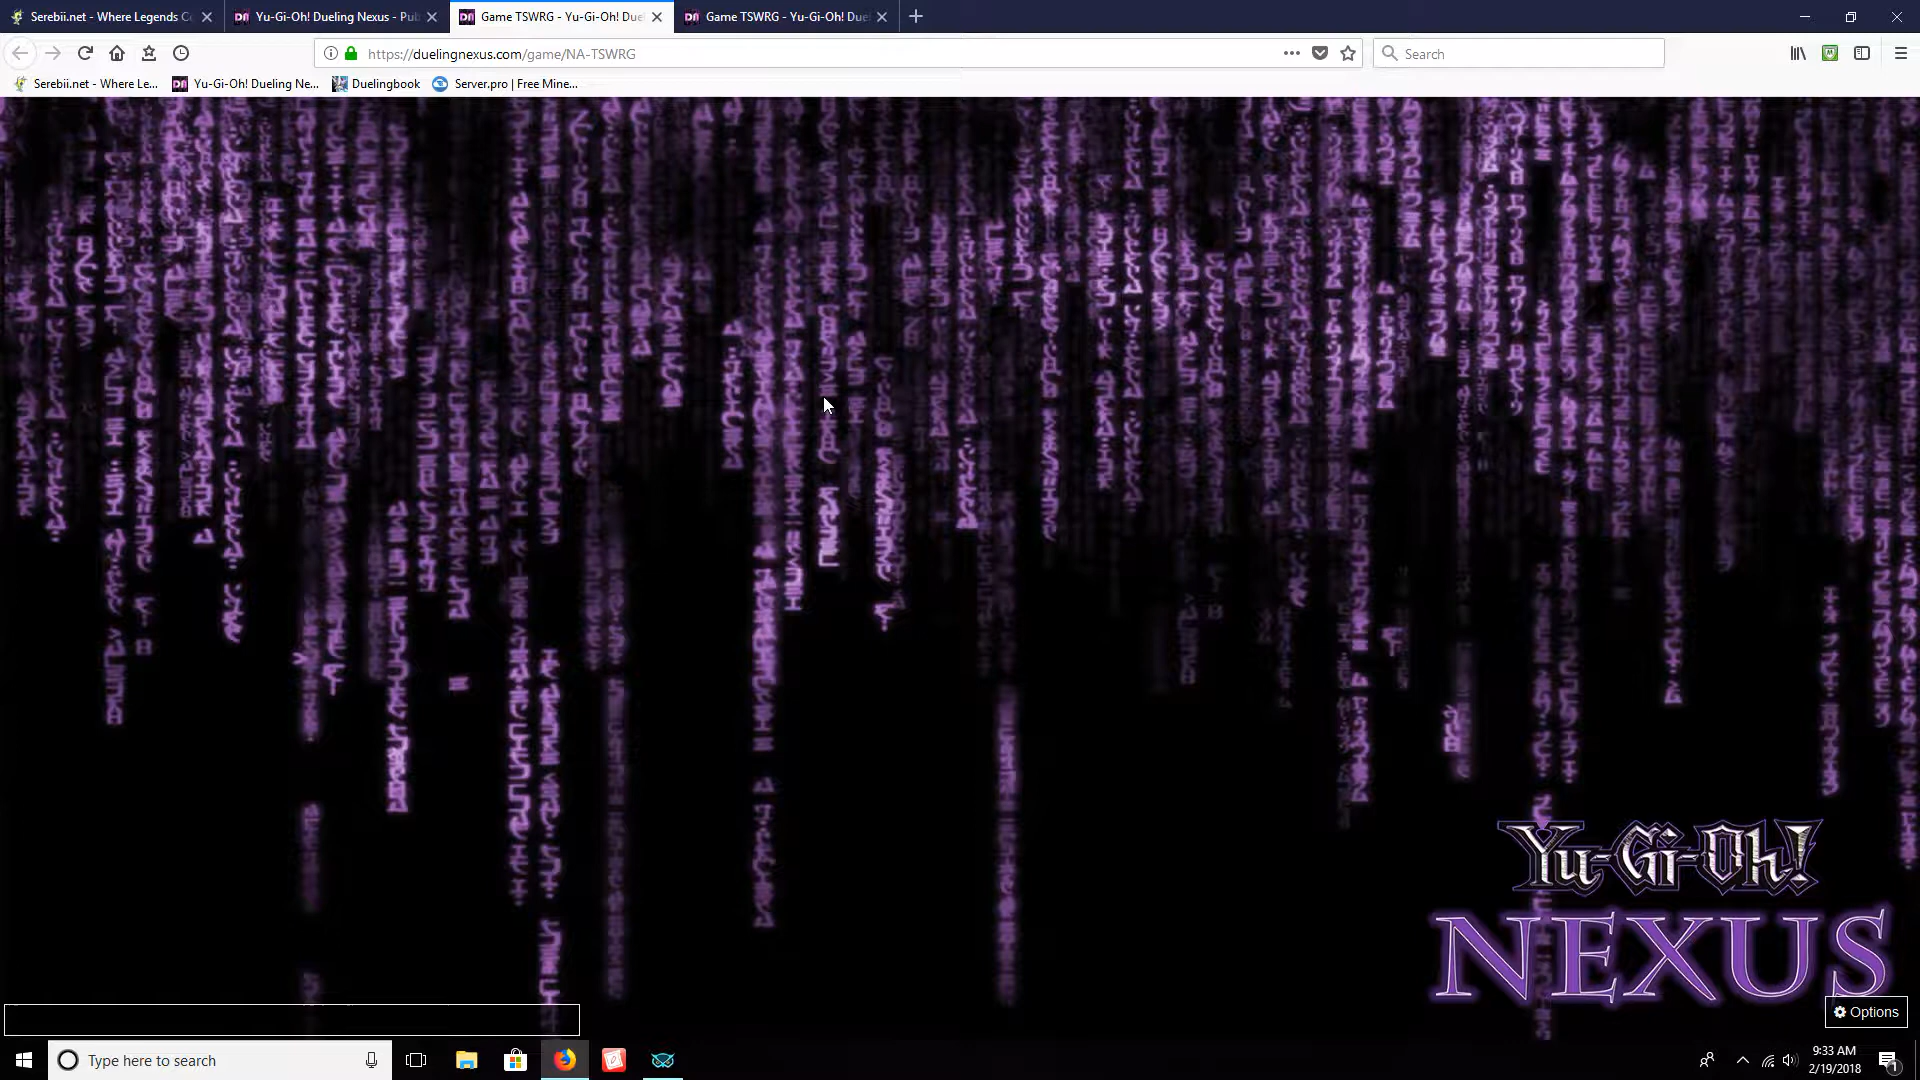 Serebii.net - Where Legends Co
Yu-Gi-Oh! Dueling Nexus - Pub
Game TSWRG - Yu-Gi-Oh! Due
Game TSWRG - Yu-Gi-Oh! Due
https://duelingnexus.com/game/NA-TSWRG
Search
Serebii.net - Where Le...
Yu-Gi-Oh! Dueling Ne...
Duelingbook
Server.pro | Free Mine...
Yu-Gi-Oh!
NEXUS
Options
Type here to search
9:33 AM
2/19/2018
1